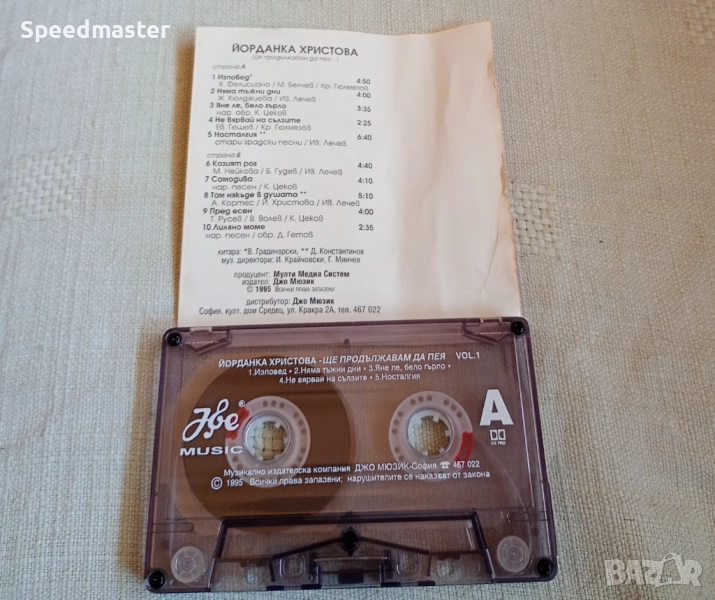 Speedmaster
ЙОРДАНКА ХРИСТОВА
Ще продължавам да пея - 1
страна А
1 Изповед* 4:50
Х. Фелисиано / М. Белчев / Кр. Гюлмезов
2 Няма тъжни дни 4:00
Ж. Кюлджиева / Ив. Лечев
3 Яне ле, бело гърло 3:35
нар. обр. К. Цеков
4 Не вярвай на сълзите 2:25
Ев. Гешев / Кр. Гюлмезов
5 Носталгия ** 6:40
стари градски песни / Ив. Лечев
страна Б
6 Козият рог 4:40
М. Нейкова / Б. Гудев / Ив. Лечев
7 Самодива 4:10
нар. песен / К. Цеков
8 Там някъде в душата ** 5:10
А. Кортес / Й. Христова / Ив. Лечев
9 Пред есен 4:00
Т. Русев / В. Волев / К. Цеков
10 Лиляно моме 2:35
нар. песен / обр. Д. Гетов
китара: *В. Градинарски, ** Д. Константинов
муз. директори: И. Крайчовски, Г. Минчев
продуцент: Мулти Медиа Систем
издател: Джо Мюзик
© 1995 Всички права запазени
дистрибутор: Джо Мюзик
София, култ. дом Средец, ул. Кракра 2А, тел. 467 022
ЙОРДАНКА ХРИСТОВА - ЩЕ ПРОДЪЛЖАВАМ ДА ПЕЯ VOL.1
1.Изповед • 2.Няма тъжни дни • 3.Яне ле, бело гърло •
4.Не вярвай на сълзите • 5.Носталгия
®
MUSIC
A
Музикално издателска компания ДЖО МЮЗИК-София ☎ 467 022
© 1995 Всички права запазени; нарушителите се наказват от закона
BAZAR